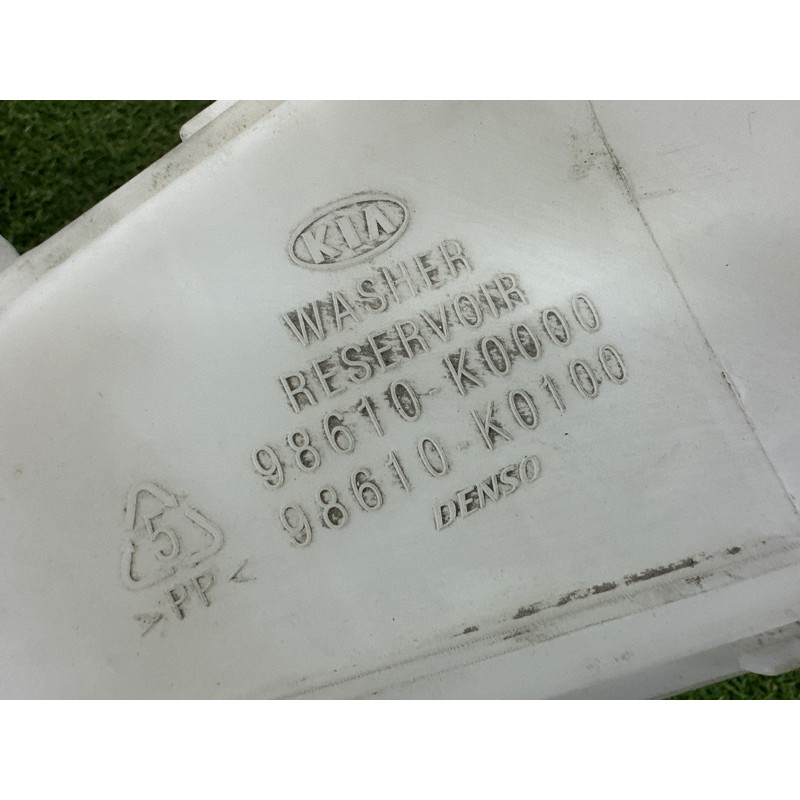 KIA
WASHER
RESERVOIR
98610-K0000
98610-K0100
DENSO
5
>PP<